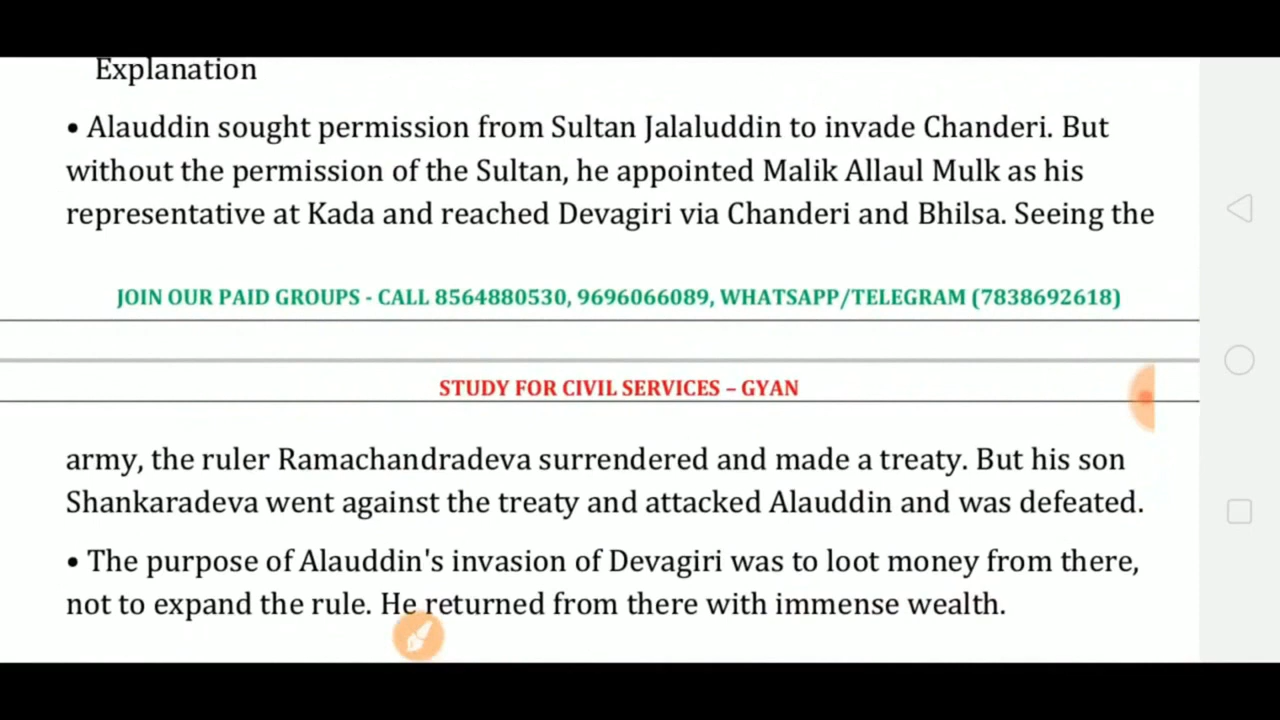 Explanation
• Alauddin sought permission from Sultan Jalaluddin to invade Chanderi. But
without the permission of the Sultan, he appointed Malik Allaul Mulk as his
representative at Kada and reached Devagiri via Chanderi and Bhilsa. Seeing the
JOIN OUR PAID GROUPS - CALL 8564880530, 9696066089, WHATSAPP/TELEGRAM (7838692618)
STUDY FOR CIVIL SERVICES – GYAN
army, the ruler Ramachandradeva surrendered and made a treaty. But his son
Shankaradeva went against the treaty and attacked Alauddin and was defeated.
• The purpose of Alauddin's invasion of Devagiri was to loot money from there,
not to expand the rule. He returned from there with immense wealth.